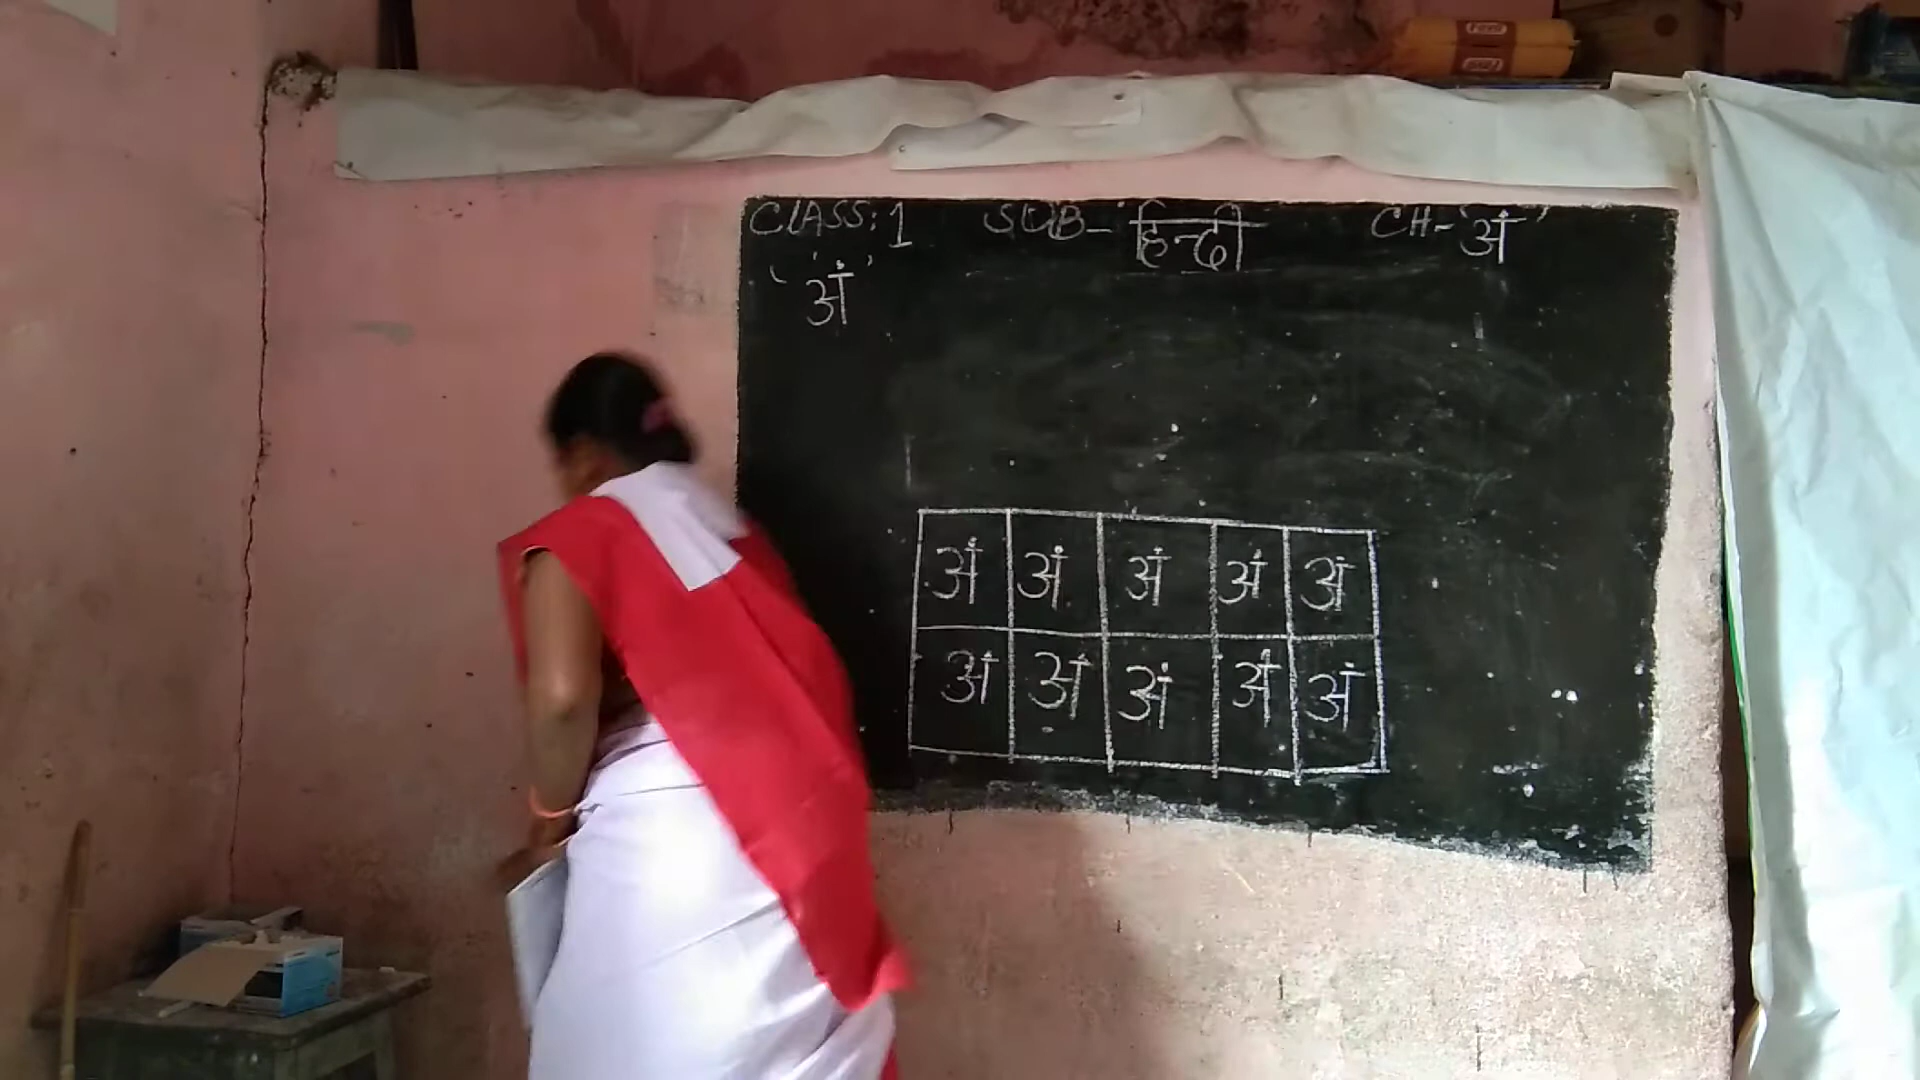 CLASS: 1 SUB- हिन्दी CH- 'अं'
'अं'
अं अं अं अं अं
अं अं अं अं अं